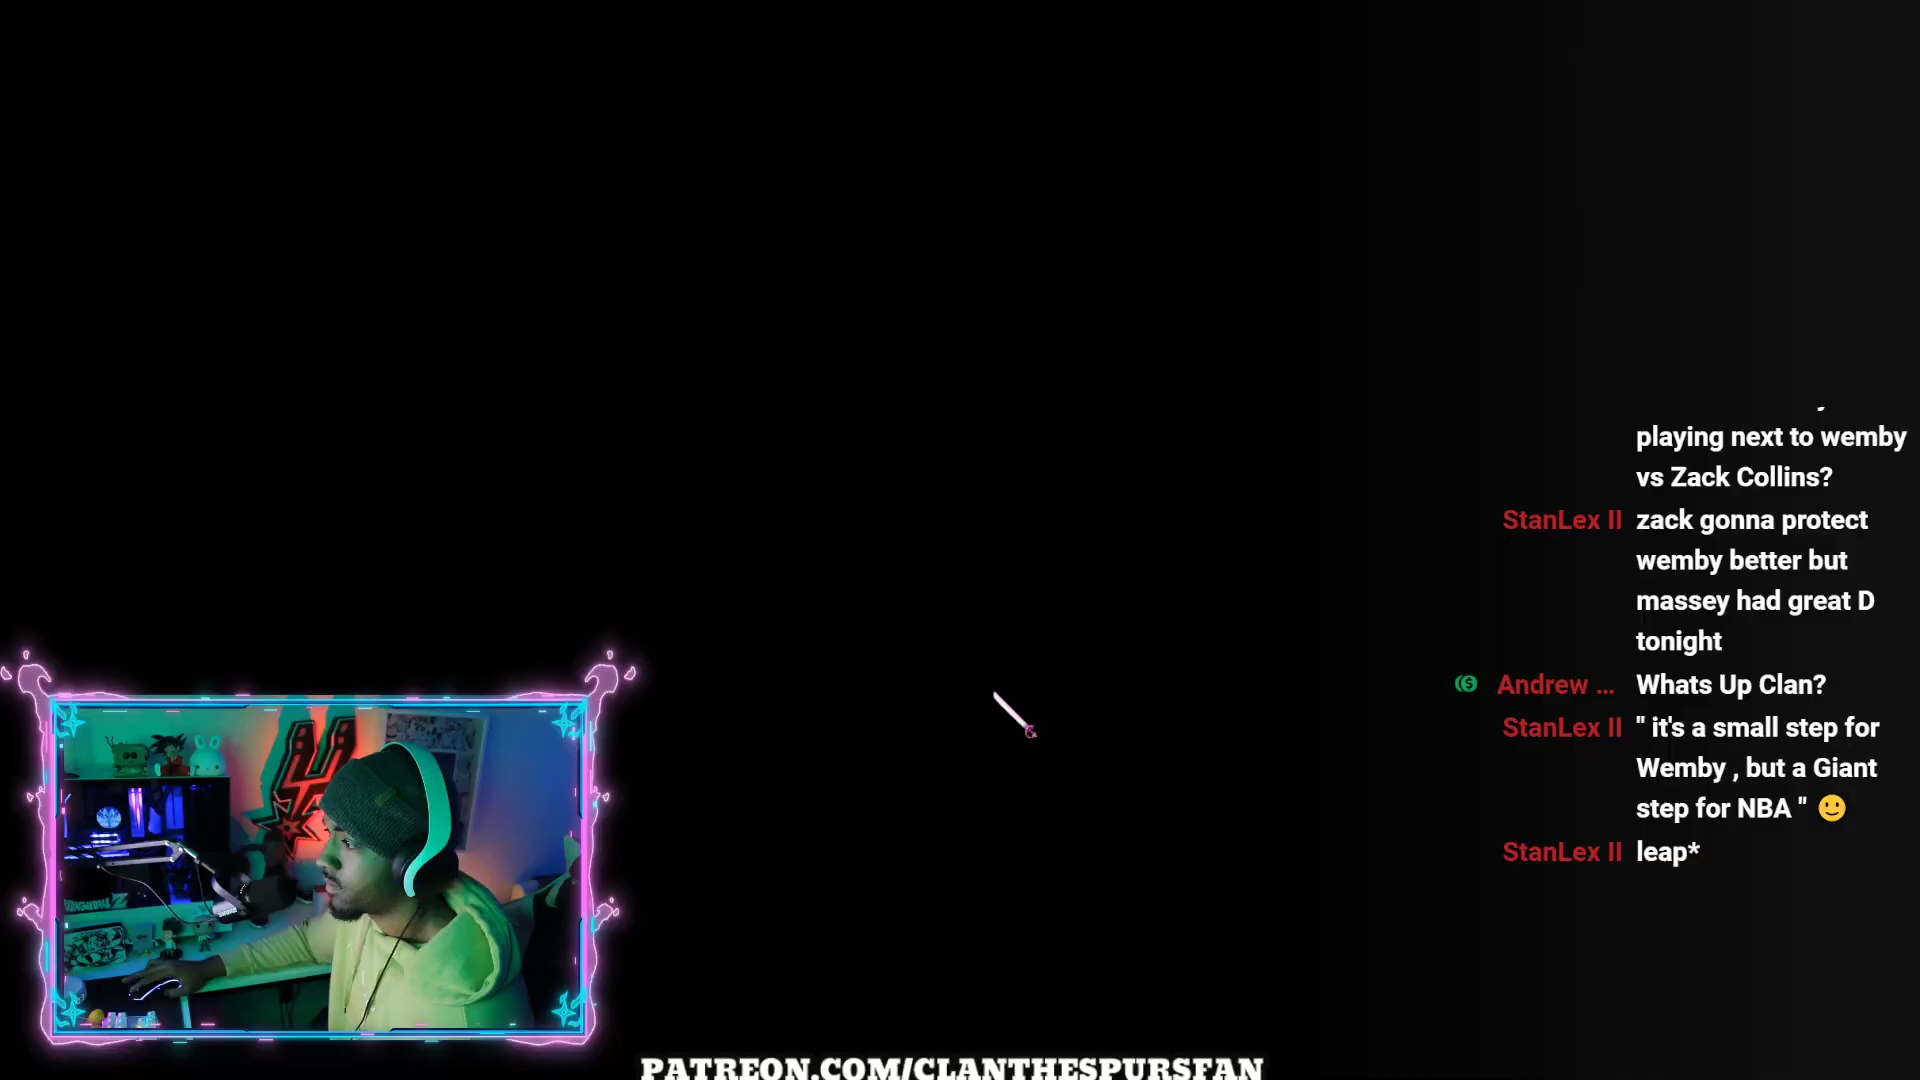 playing next to wemby
vs Zack Collins?
StanLex II zack gonna protect
wemby better but
massey had great D
tonight
Andrew ... Whats Up Clan?
StanLex II " it's a small step for
Wemby , but a Giant
step for NBA " 🙂
StanLex II leap*
PATREON.COM/CLANTHESPURSFAN